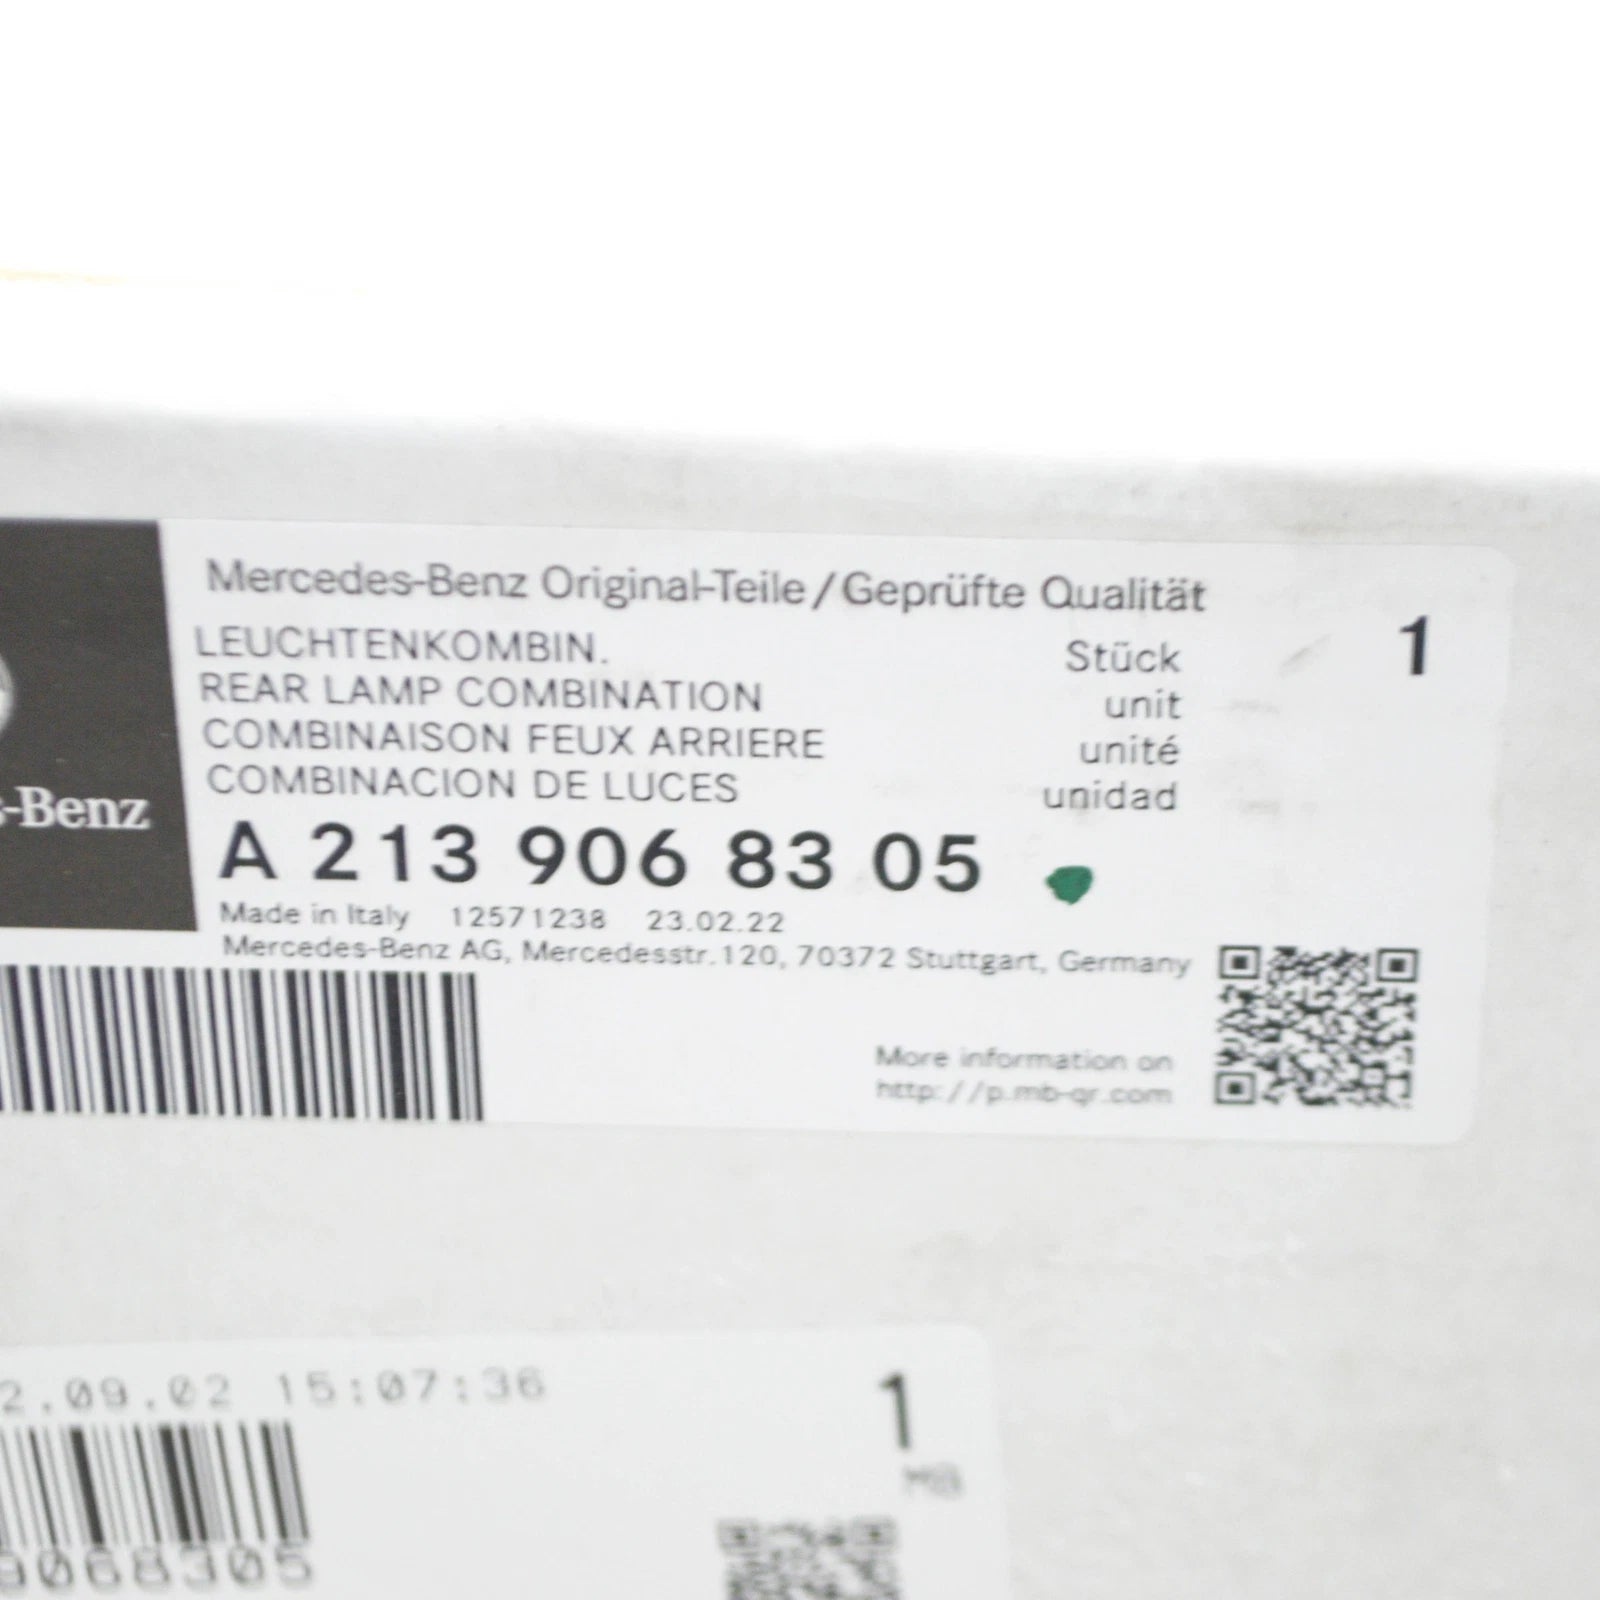 Mercedes-Benz Original-Teile/Geprüfte Qualität
LEUCHTENKOMBIN. Stück 1
REAR LAMP COMBINATION unit
COMBINAISON FEUX ARRIERE unité
COMBINACION DE LUCES unidad
s-Benz
A 213 906 83 05
Made in Italy 12571238 23.02.22
Mercedes-Benz AG, Mercedesstr.120, 70372 Stuttgart, Germany
More information on
http://p.mb-qr.com
2.09.02 15:07:36 1
MB
9068305